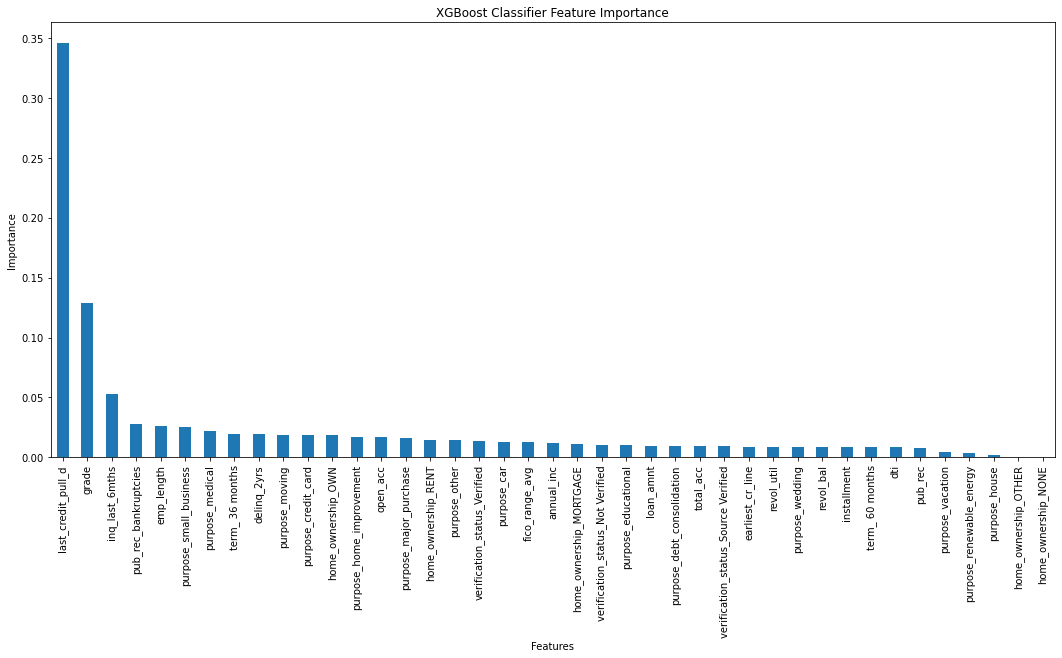 XGBoost Classifier Feature Importance
0.35
0.30
0.25
0.20
0.15
0.10
0.05
0.00
Importance
last_credit_pull_d
grade
inq_last_6mths
pub_rec_bankruptcies
emp_length
purpose_small_business
purpose_medical
term_ 36 months
delinq_2yrs
purpose_moving
purpose_credit_card
home_ownership_OWN
purpose_home_improvement
open_acc
purpose_major_purchase
home_ownership_RENT
purpose_other
verification_status_Verified
purpose_car
fico_range_avg
annual_inc
home_ownership_MORTGAGE
verification_status_Not Verified
purpose_educational
loan_amnt
purpose_debt_consolidation
total_acc
verification_status_Source Verified
earliest_cr_line
revol_util
purpose_wedding
revol_bal
installment
term_ 60 months
dti
pub_rec
purpose_vacation
purpose_renewable_energy
purpose_house
home_ownership_OTHER
home_ownership_NONE
Features